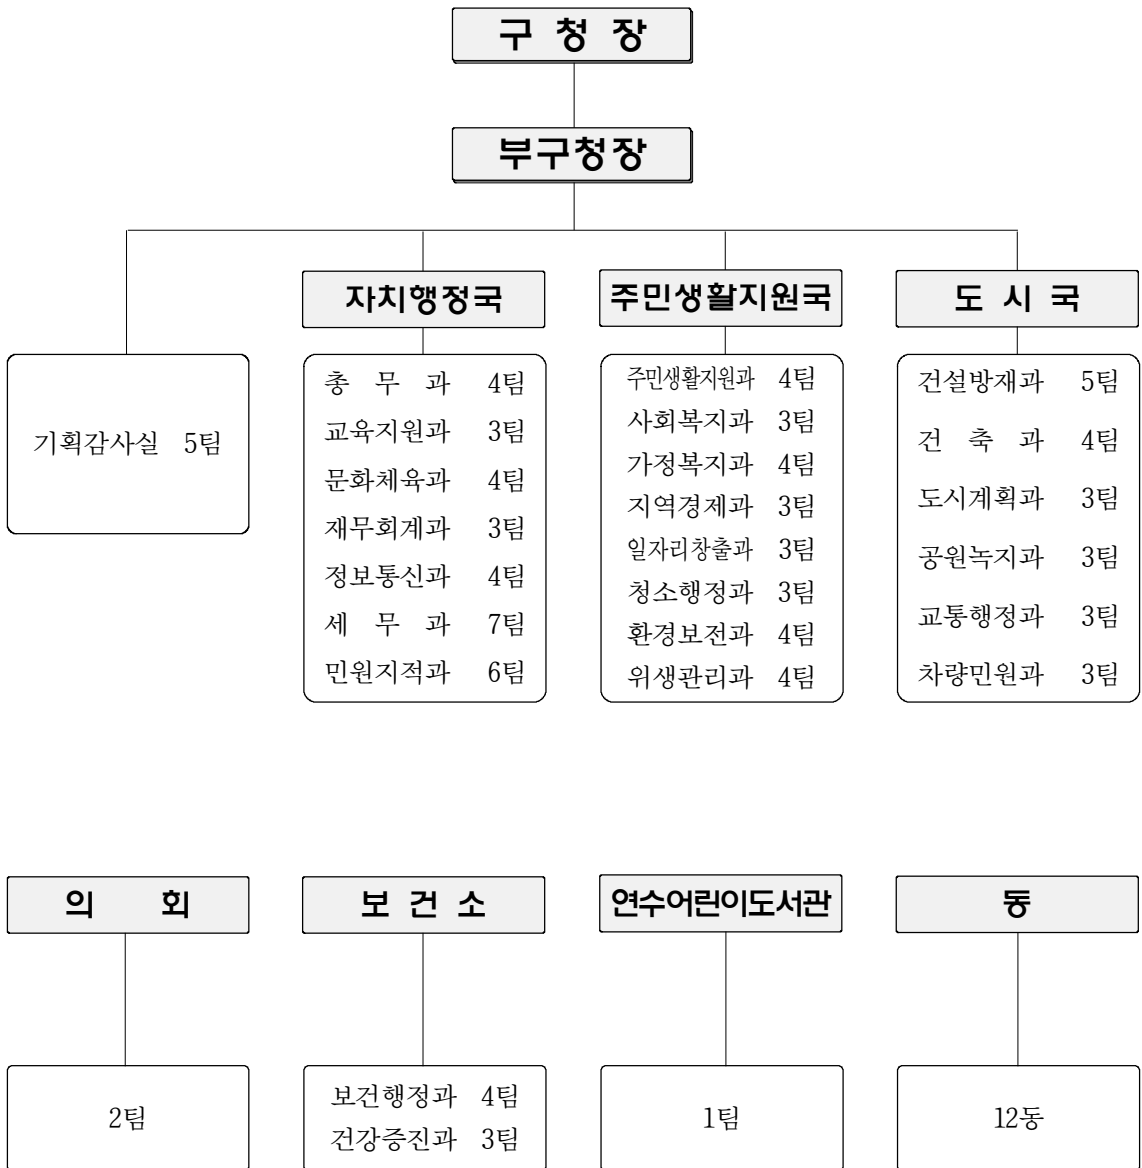 구 청 장
부구청장
자치행정국
주민생활지원국
도 시 국
기획감사실 5팀
총 무 과 4팀
교육지원과 3팀
문화체육과 4팀
재무회계과 3팀
정보통신과 4팀
세 무 과 7팀
민원지적과 6팀
주민생활지원과 4팀
사회복지과 3팀
가정복지과 4팀
지역경제과 3팀
일자리창출과 3팀
청소행정과 3팀
환경보전과 4팀
위생관리과 4팀
건설방재과 5팀
건 축 과 4팀
도시계획과 3팀
공원녹지과 3팀
교통행정과 3팀
차량민원과 3팀
의 회
보 건 소
연수어린이도서관
동
2팀
보건행정과 4팀
건강증진과 3팀
1팀
12동